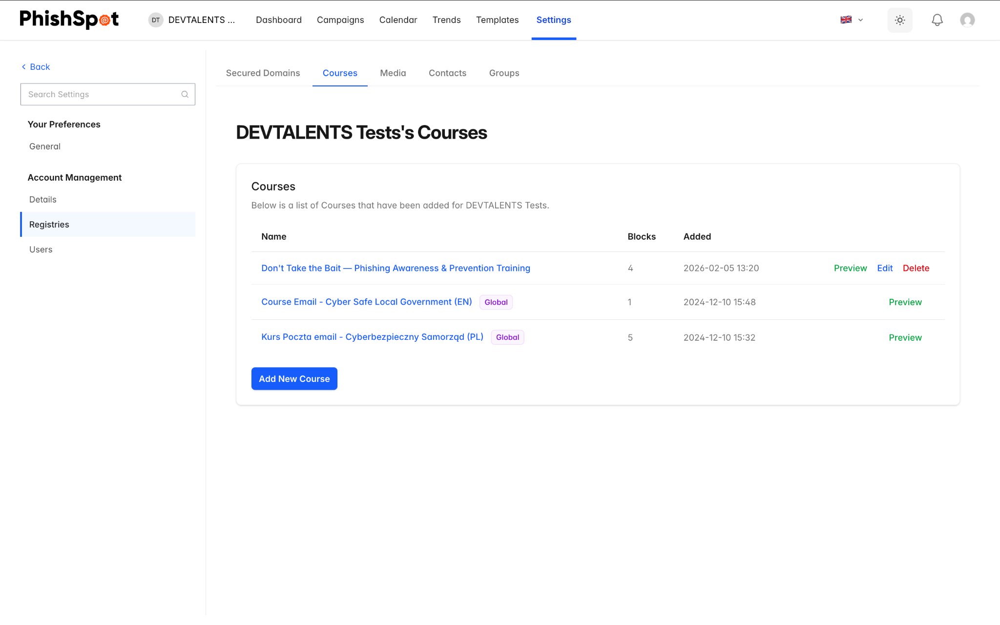 PhishSpot
DT DEVTALENTS ... Dashboard Campaigns Calendar Trends Templates Settings
Back
Search Settings
Your Preferences
General
Account Management
Details
Registries
Users
Secured Domains Courses Media Contacts Groups
DEVTALENTS Tests's Courses
Courses
Below is a list of Courses that have been added for DEVTALENTS Tests.
Name Blocks Added
Don't Take the Bait — Phishing Awareness & Prevention Training 4 2026-02-05 13:20 Preview Edit Delete
Course Email - Cyber Safe Local Government (EN) Global 1 2024-12-10 15:48 Preview
Kurs Poczta email - Cyberbezpieczny Samorząd (PL) Global 5 2024-12-10 15:32 Preview
Add New Course